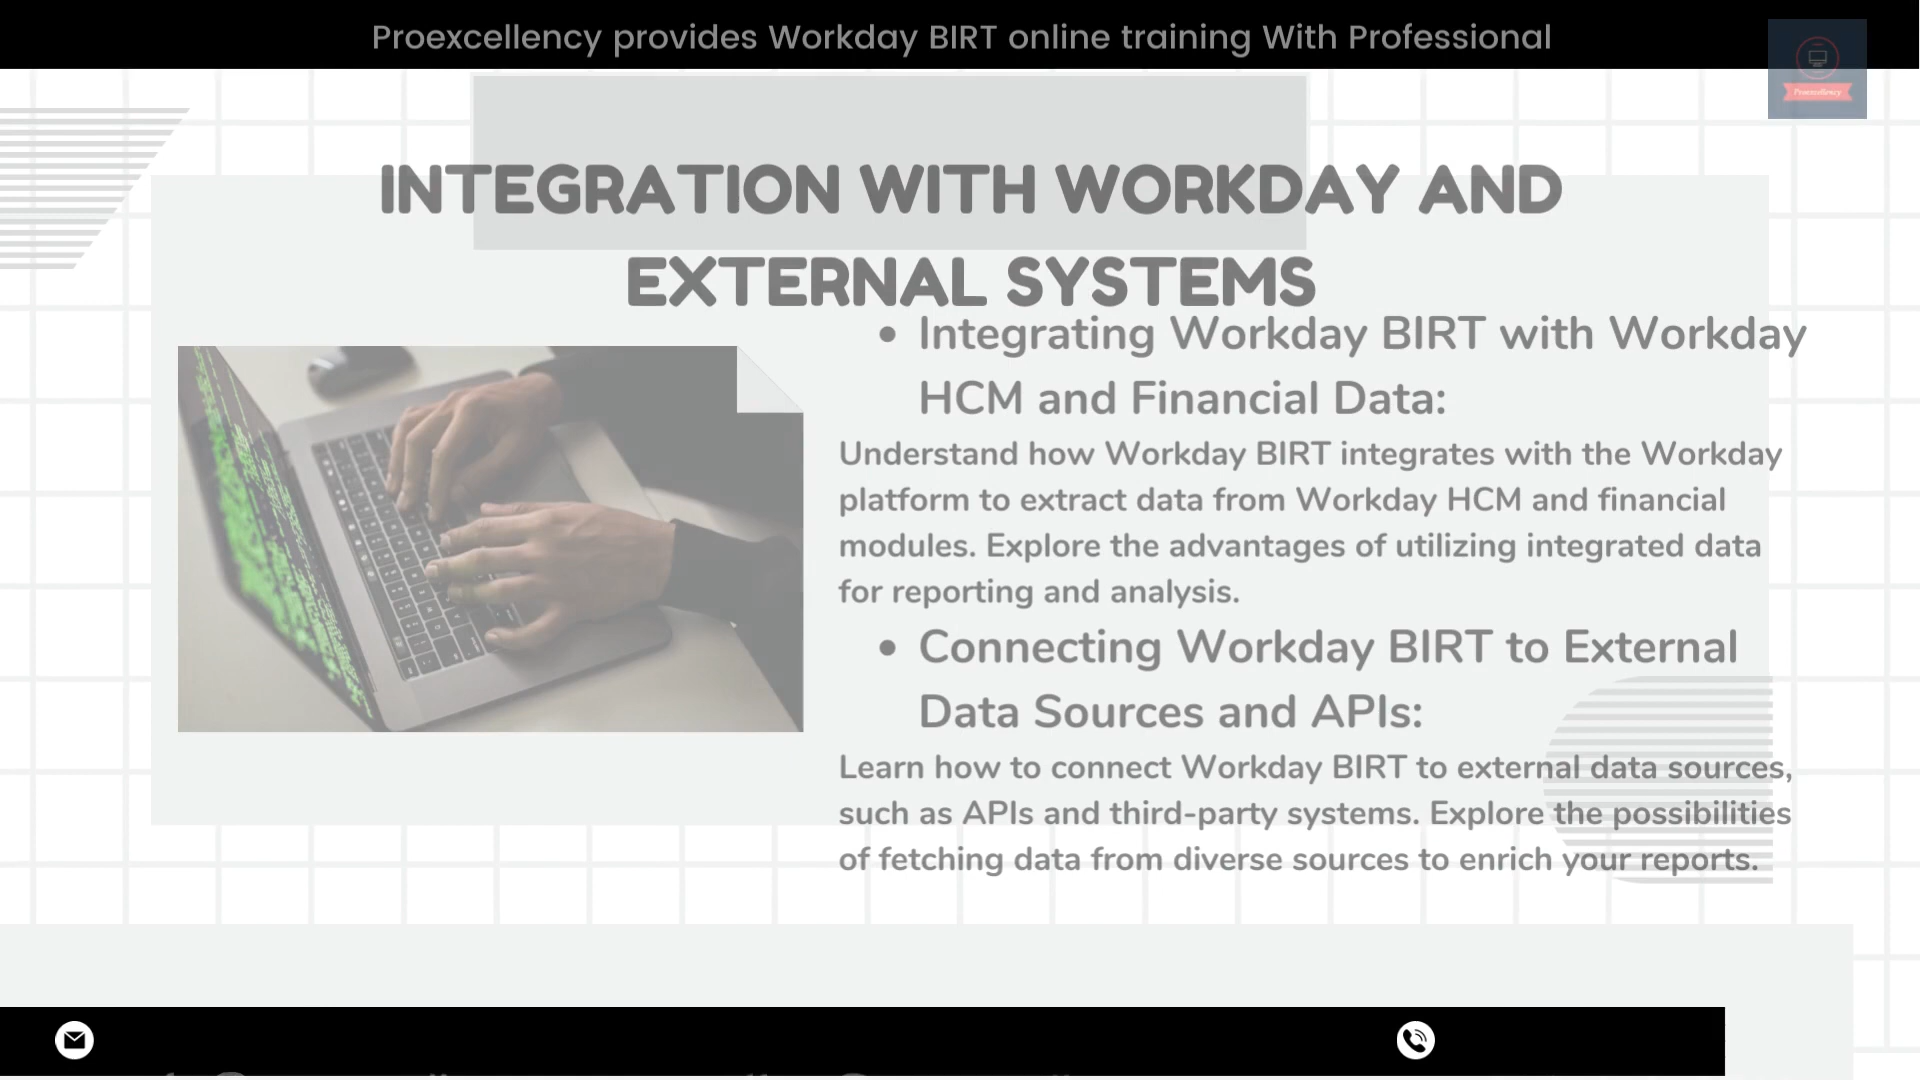 Proexcellency provides Workday BIRT online training With Professional
Proexcellency
INTEGRATION WITH WORKDAY AND
EXTERNAL SYSTEMS
• Integrating Workday BIRT with Workday
HCM and Financial Data:
Understand how Workday BIRT integrates with the Workday
platform to extract data from Workday HCM and financial
modules. Explore the advantages of utilizing integrated data
for reporting and analysis.
• Connecting Workday BIRT to External
Data Sources and APIs:
Learn how to connect Workday BIRT to external data sources,
such as APIs and third-party systems. Explore the possibilities
of fetching data from diverse sources to enrich your reports.